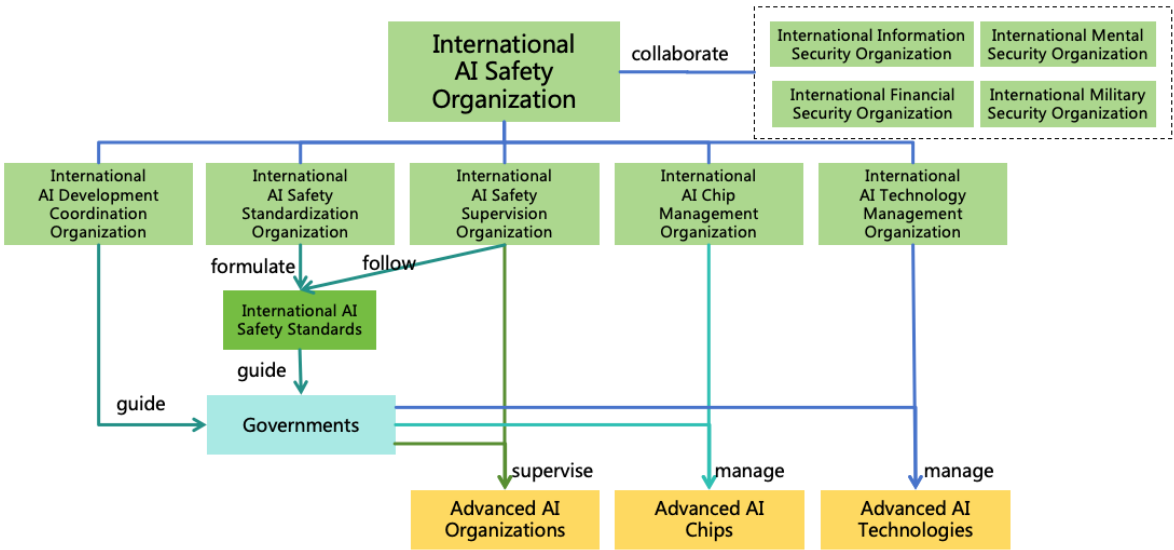 International
AI Safety
Organization
collaborate
International Information
Security Organization
International Mental
Security Organization
International Financial
Security Organization
International Military
Security Organization
International
AI Development
Coordination
Organization
International
AI Safety
Standardization
Organization
International
AI Safety
Supervision
Organization
International
AI Chip
Management
Organization
International
AI Technology
Management
Organization
formulate
follow
International AI
Safety Standards
guide
guide
Governments
supervise
manage
manage
Advanced AI
Organizations
Advanced AI
Chips
Advanced AI
Technologies